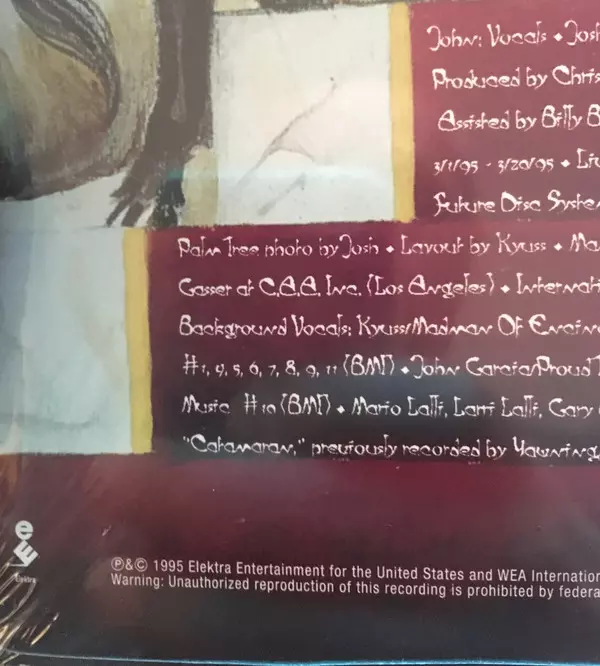 John: Vocals ♦ Josh
Produced by Chris
Assisted by Billy B
3/1/95 - 3/20/95 ♦ Liv
Future Disc Syste
Palm Tree photo by Josh ♦ Layout by Kyuss ♦ Ma
Gasser at C.A.A. Inc. (Los Angeles) ♦ Internati
Background Vocals: Kyuss/Madman Of Encino
#1, 4, 5, 6, 7, 8, 9, 11 (BMI) ♦ John Garcia/Proud T
Music #10 (BMI) ♦ Mario Lalli, Larri Lalli, Gary
"Catamaran," previously recorded by Yawning
e
Elektra
℗&© 1995 Elektra Entertainment for the United States and WEA Internation
Warning: Unauthorized reproduction of this recording is prohibited by federa